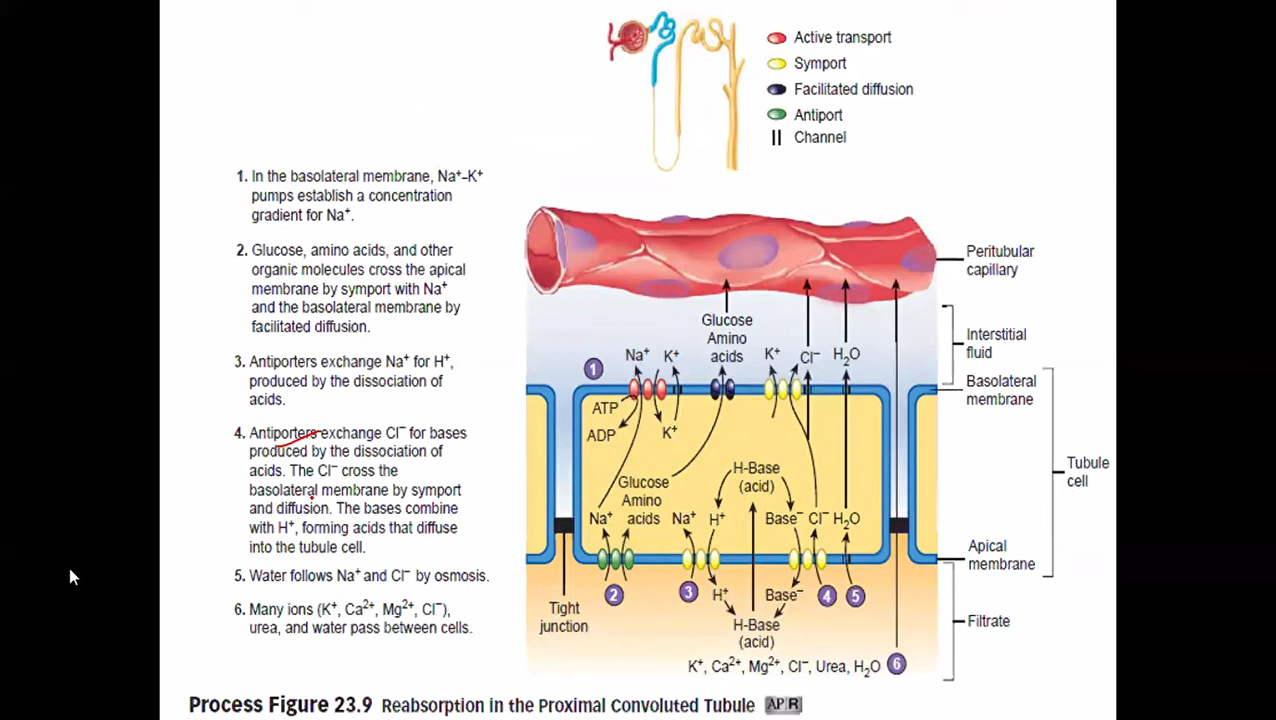 Active transport
Symport
Facilitated diffusion
Antiport
Channel
1. In the basolateral membrane, Na⁺–K⁺
pumps establish a concentration
gradient for Na⁺.
2. Glucose, amino acids, and other
organic molecules cross the apical
membrane by symport with Na⁺
and the basolateral membrane by
facilitated diffusion.
3. Antiporters exchange Na⁺ for H⁺,
produced by the dissociation of
acids.
4. Antiporters exchange Cl⁻ for bases
produced by the dissociation of
acids. The Cl⁻ cross the
basolateral membrane by symport
and diffusion. The bases combine
with H⁺, forming acids that diffuse
into the tubule cell.
5. Water follows Na⁺ and Cl⁻ by osmosis.
6. Many ions (K⁺, Ca²⁺, Mg²⁺, Cl⁻),
urea, and water pass between cells.
Peritubular
capillary
Interstitial
fluid
Basolateral
membrane
Tubule
cell
Apical
membrane
Filtrate
Glucose
Amino
acids
1
Na⁺
K⁺
K⁺
Cl⁻
H₂O
ATP
ADP
K⁺
H-Base
(acid)
Glucose
Amino
acids
Na⁺
Na⁺
H⁺
Base⁻
Cl⁻
H₂O
2
3
H⁺
Base⁻
4
5
Tight
junction
H-Base
(acid)
K⁺, Ca²⁺, Mg²⁺, Cl⁻, Urea, H₂O
6
Process Figure 23.9 Reabsorption in the Proximal Convoluted Tubule AP|R